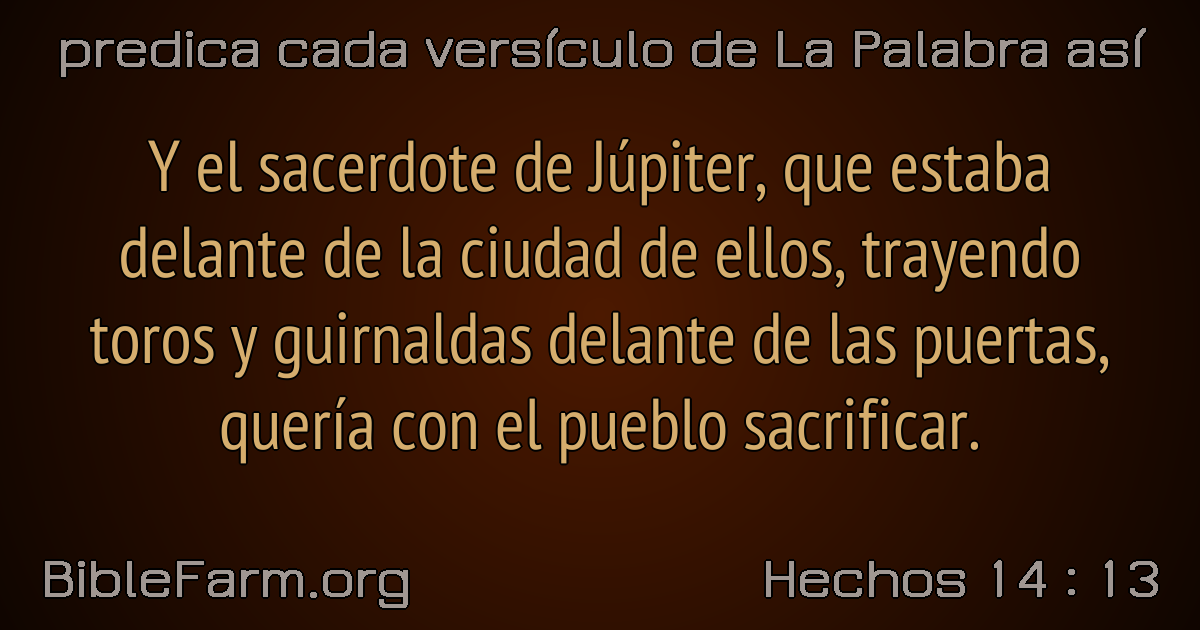 predica cada versículo de La Palabra así
Y el sacerdote de Júpiter, que estaba
delante de la ciudad de ellos, trayendo
toros y guirnaldas delante de las puertas,
quería con el pueblo sacrificar.
BibleFarm.org
Hechos 14 : 13